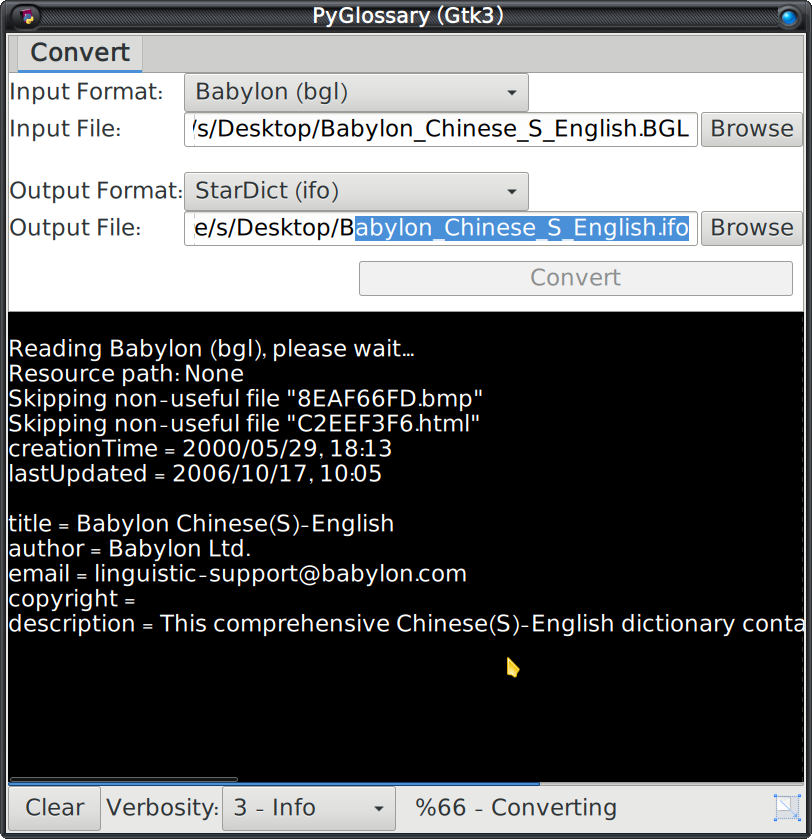 PyGlossary (Gtk3)
Convert
Input Format: Babylon (bgl)
Input File: /s/Desktop/Babylon_Chinese_S_English.BGL Browse
Output Format: StarDict (ifo)
Output File: e/s/Desktop/Babylon_Chinese_S_English.ifo Browse
Convert
Reading Babylon (bgl), please wait...
Resource path: None
Skipping non-useful file "8EAF66FD.bmp"
Skipping non-useful file "C2EEF3F6.html"
creationTime = 2000/05/29, 18:13
lastUpdated = 2006/10/17, 10:05
title = Babylon Chinese(S)-English
author = Babylon Ltd.
email = linguistic-support@babylon.com
copyright =
description = This comprehensive Chinese(S)-English dictionary conta
Clear Verbosity: 3 - Info %66 - Converting